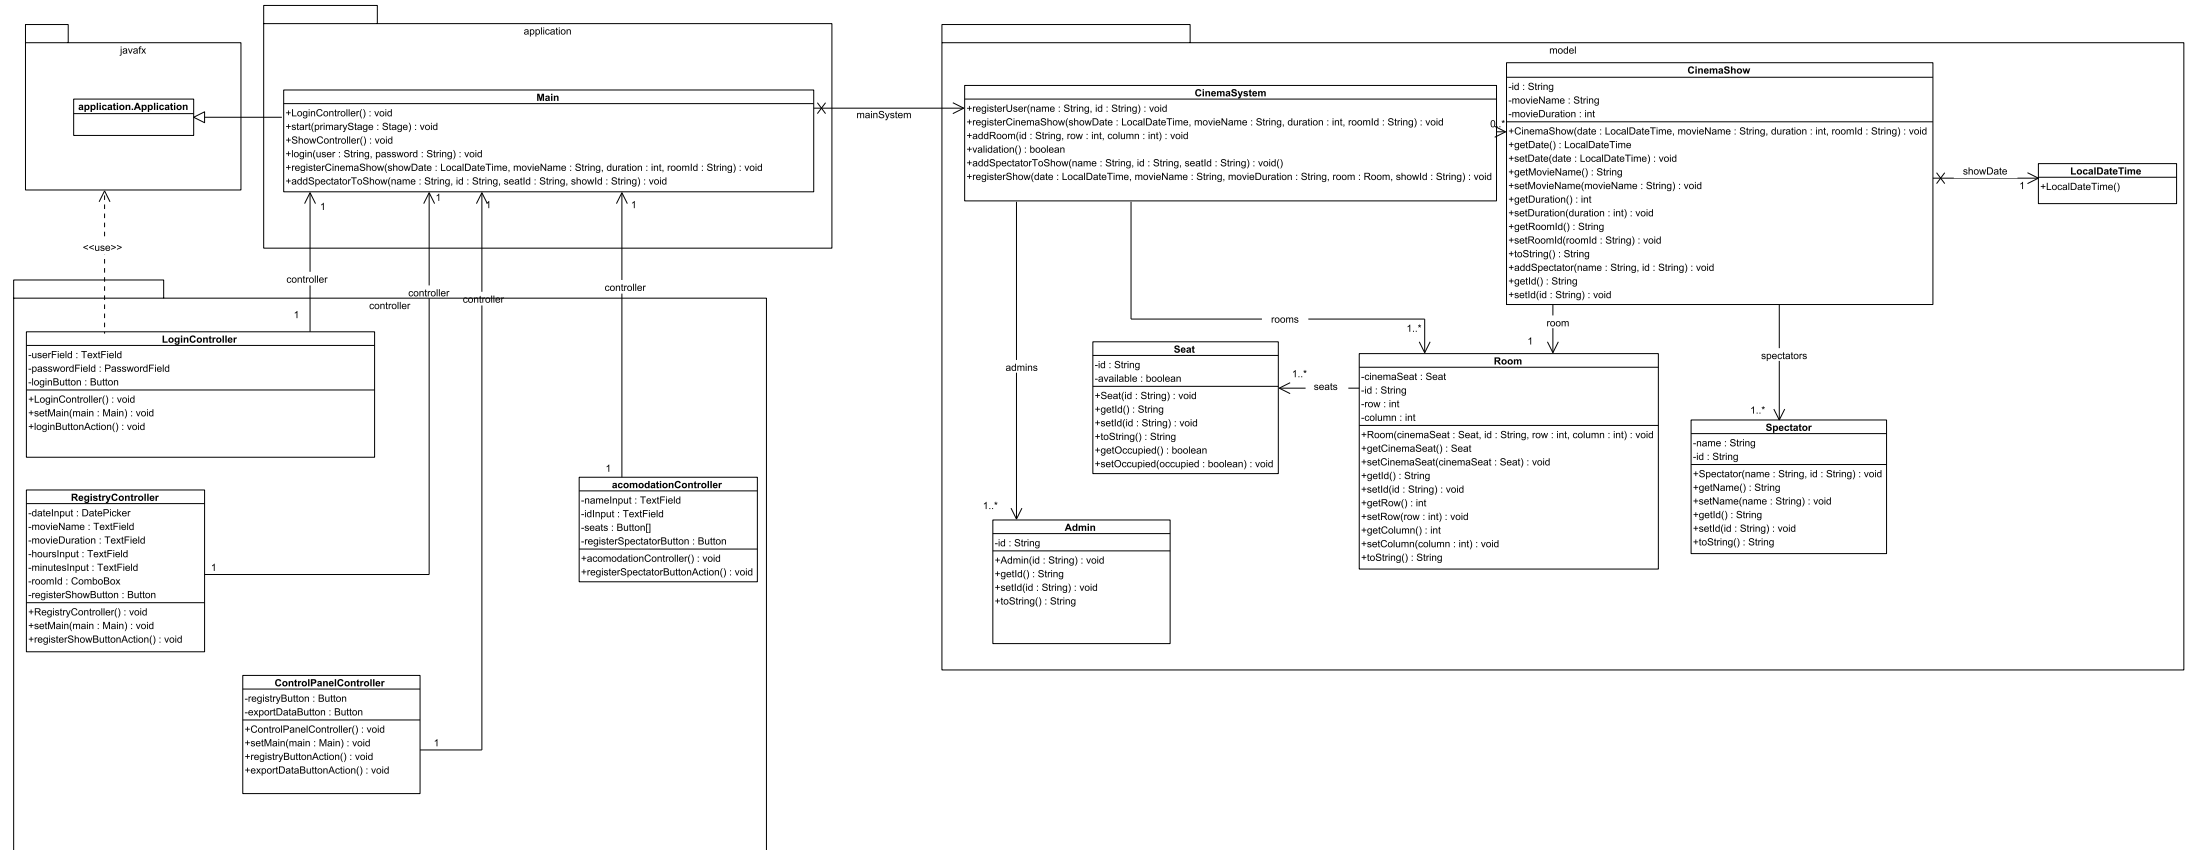 javafx
application.Application
<<use>>
application
Main
+LoginController() : void
+start(primaryStage : Stage) : void
+ShowController() : void
+login(user : String, password : String) : void
+registerCinemaShow(showDate : LocalDateTime, movieName : String, duration : int, roomId : String) : void
+addSpectatorToShow(name : String, id : String, seatId : String, showId : String) : void
1
1
1
1
controller
controller
controller
controller
controller
1
LoginController
-userField : TextField
-passwordField : PasswordField
-loginButton : Button
+LoginController() : void
+setMain(main : Main) : void
+loginButtonAction() : void
RegistryController
-dateInput : DatePicker
-movieName : TextField
-movieDuration : TextField
-hoursInput : TextField
-minutesInput : TextField
-roomId : ComboBox
-registerShowButton : Button
+RegistryController() : void
+setMain(main : Main) : void
+registerShowButtonAction() : void
1
1
acomodationController
-nameInput : TextField
-idInput : TextField
-seats : Button[]
-registerSpectatorButton : Button
+acomodationController() : void
+registerSpectatorButtonAction() : void
ControlPanelController
-registryButton : Button
-exportDataButton : Button
+ControlPanelController() : void
+setMain(main : Main) : void
+registryButtonAction() : void
+exportDataButtonAction() : void
1
mainSystem
model
CinemaSystem
+registerUser(name : String, id : String) : void
+registerCinemaShow(showDate : LocalDateTime, movieName : String, duration : int, roomId : String) : void
+addRoom(id : String, row : int, column : int) : void
+validation() : boolean
+addSpectatorToShow(name : String, id : String, seatId : String) : void()
+registerShow(date : LocalDateTime, movieName : String, movieDuration : String, room : Room, showId : String) : void
0..*
CinemaShow
-id : String
-movieName : String
-movieDuration : int
+CinemaShow(date : LocalDateTime, movieName : String, duration : int, roomId : String) : void
+getDate() : LocalDateTime
+setDate(date : LocalDateTime) : void
+getMovieName() : String
+setMovieName(movieName : String) : void
+getDuration() : int
+setDuration(duration : int) : void
+getRoomId() : String
+setRoomId(roomId : String) : void
+toString() : String
+addSpectator(name : String, id : String) : void
+getId() : String
+setId(id : String) : void
showDate
1
LocalDateTime
+LocalDateTime()
rooms
1..*
room
1
spectators
1..*
admins
1..*
Seat
-id : String
-available : boolean
+Seat(id : String) : void
+getId() : String
+setId(id : String) : void
+toString() : String
+getOccupied() : boolean
+setOccupied(occupied : boolean) : void
1..*
seats
Room
-cinemaSeat : Seat
-id : String
-row : int
-column : int
+Room(cinemaSeat : Seat, id : String, row : int, column : int) : void
+getCinemaSeat() : Seat
+setCinemaSeat(cinemaSeat : Seat) : void
+getId() : String
+setId(id : String) : void
+getRow() : int
+setRow(row : int) : void
+getColumn() : int
+setColumn(column : int) : void
+toString() : String
Spectator
-name : String
-id : String
+Spectator(name : String, id : String) : void
+getName() : String
+setName(name : String) : void
+getId() : String
+setId(id : String) : void
+toString() : String
Admin
-id : String
+Admin(id : String) : void
+getId() : String
+setId(id : String) : void
+toString() : String